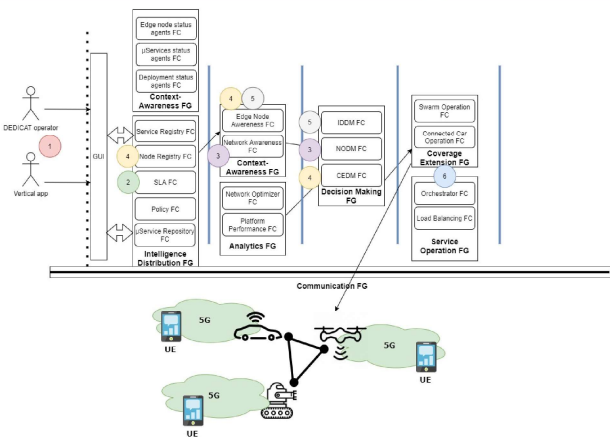 Edge node status
agents FC
µServices status
agents FC
Deployment status
agents FC
Context-
Awareness FG
DEDICAT operator
1
Vertical app
GUI
Service Registry FC
4
Node Registry FC
2
SLA FC
Policy FC
µService Repository
FC
Intelligence
Distribution FG
4
5
Edge Node
Awereness FC
Network Awareness
FC
3
Context-
Awareness FG
Network Optimizer
FC
Platform
Performance FC
Analytics FG
5
IDDM FC
3
NODM FC
4
CEDM FC
Decision Making
FG
Swarm Operation
FC
Connected Car
Operation FC
Coverage
Extension FG
6
Orchestrator FC
Load Balancing FC
Service
Operation FG
Communication FG
5G
UE
5G
UE
5G
UE